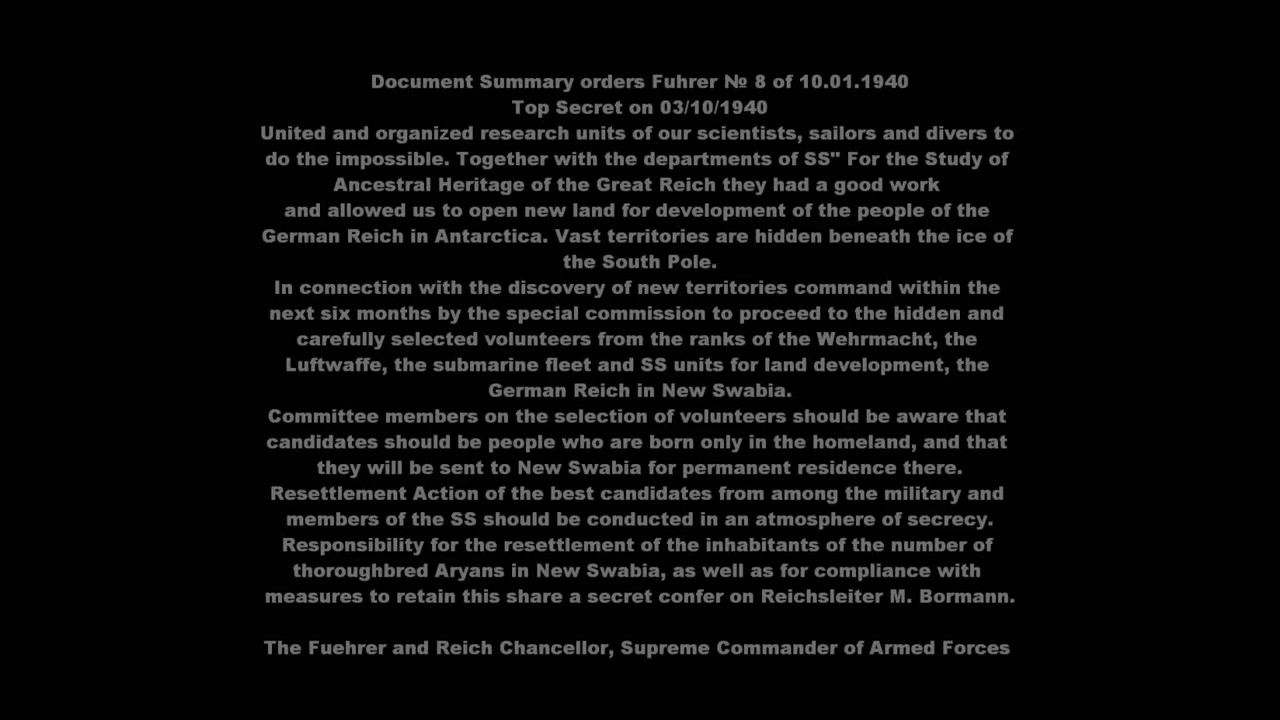 Document Summary orders Fuhrer № 8 of 10.01.1940
Top Secret on 03/10/1940
United and organized research units of our scientists, sailors and divers to
do the impossible. Together with the departments of SS" For the Study of
Ancestral Heritage of the Great Reich they had a good work
and allowed us to open new land for development of the people of the
German Reich in Antarctica. Vast territories are hidden beneath the ice of
the South Pole.
In connection with the discovery of new territories command within the
next six months by the special commission to proceed to the hidden and
carefully selected volunteers from the ranks of the Wehrmacht, the
Luftwaffe, the submarine fleet and SS units for land development, the
German Reich in New Swabia.
Committee members on the selection of volunteers should be aware that
candidates should be people who are born only in the homeland, and that
they will be sent to New Swabia for permanent residence there.
Resettlement Action of the best candidates from among the military and
members of the SS should be conducted in an atmosphere of secrecy.
Responsibility for the resettlement of the inhabitants of the number of
thoroughbred Aryans in New Swabia, as well as for compliance with
measures to retain this share a secret confer on Reichsleiter M. Bormann.
The Fuehrer and Reich Chancellor, Supreme Commander of Armed Forces